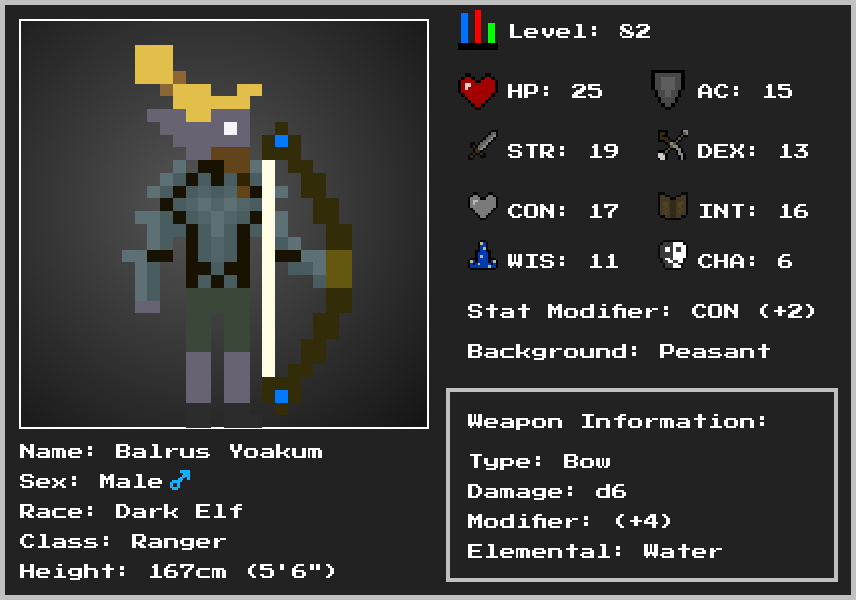 Level: 82
HP: 25 AC: 15
STR: 19 DEX: 13
CON: 17 INT: 16
WIS: 11 CHA: 6
Stat Modifier: CON (+2)
Background: Peasant
Weapon Information:
Type: Bow
Damage: d6
Modifier: (+4)
Elemental: Water
Name: Balrus Yoakum
Sex: Male ♂
Race: Dark Elf
Class: Ranger
Height: 167cm (5'6")